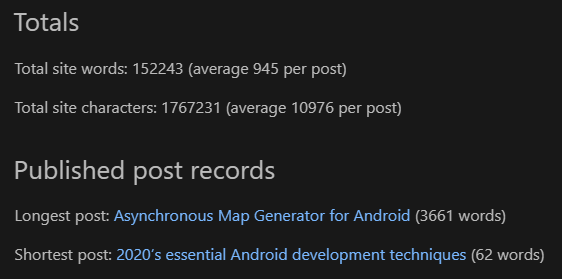 Totals
Total site words: 152243 (average 945 per post)
Total site characters: 1767231 (average 10976 per post)
Published post records
Longest post: Asynchronous Map Generator for Android (3661 words)
Shortest post: 2020's essential Android development techniques (62 words)